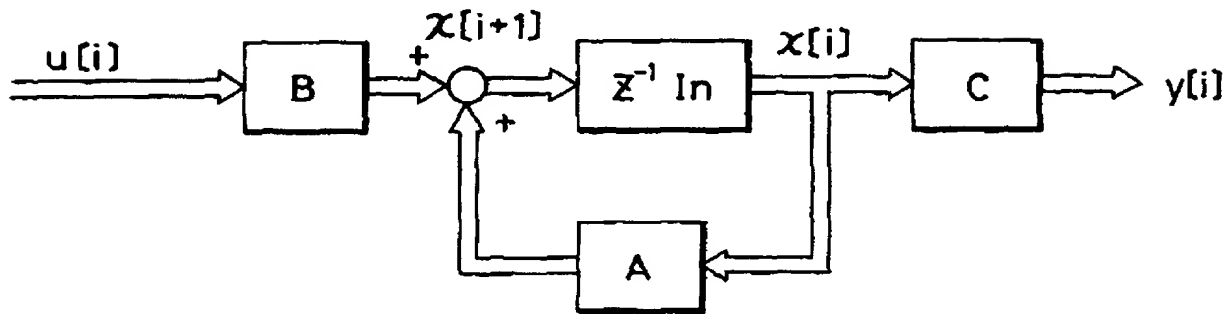 u[i]
B
+
x[i+1]
+
Z⁻¹ In
x[i]
C
y[i]
A